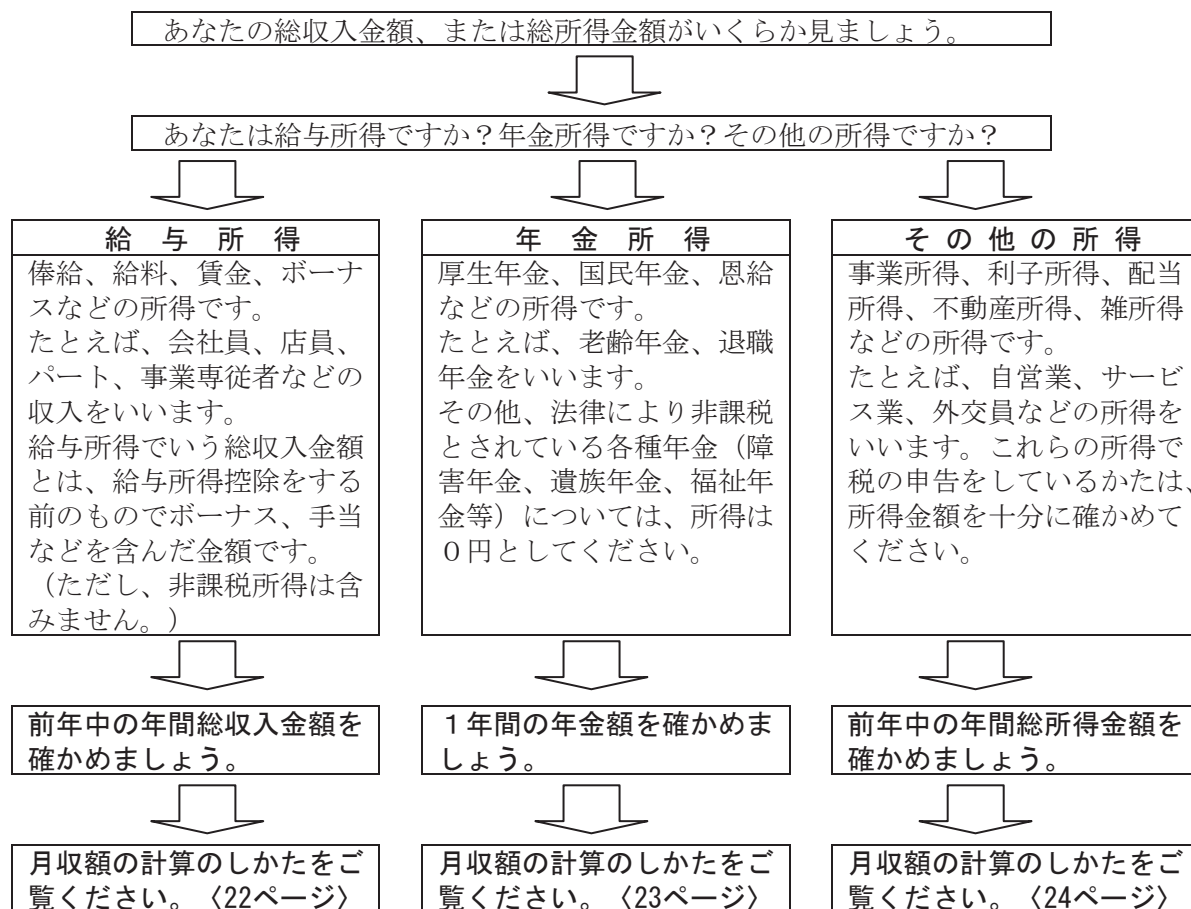 あなたの総収入金額、または総所得金額がいくらか見ましょう。
あなたは給与所得ですか？年金所得ですか？その他の所得ですか？
給与所得
俸給、給料、賃金、ボーナ
スなどの所得です。
たとえば、会社員、店員、
パート、事業専従者などの
収入をいいます。
給与所得でいう総収入金額
とは、給与所得控除をする
前のものでボーナス、手当
などを含んだ金額です。
（ただし、非課税所得は含
みません。）
前年中の年間総収入金額を
確かめましょう。
月収額の計算のしかたをご
覧ください。〈22ページ〉
年金所得
厚生年金、国民年金、恩給
などの所得です。
たとえば、老齢年金、退職
年金をいいます。
その他、法律により非課税
とされている各種年金（障
害年金、遺族年金、福祉年
金等）については、所得は
０円としてください。
１年間の年金額を確かめま
しょう。
月収額の計算のしかたをご
覧ください。〈23ページ〉
その他の所得
事業所得、利子所得、配当
所得、不動産所得、雑所得
などの所得です。
たとえば、自営業、サービ
ス業、外交員などの所得を
いいます。これらの所得で
税の申告をしているかたは、
所得金額を十分に確かめて
ください。
前年中の年間総所得金額を
確かめましょう。
月収額の計算のしかたをご
覧ください。〈24ページ〉